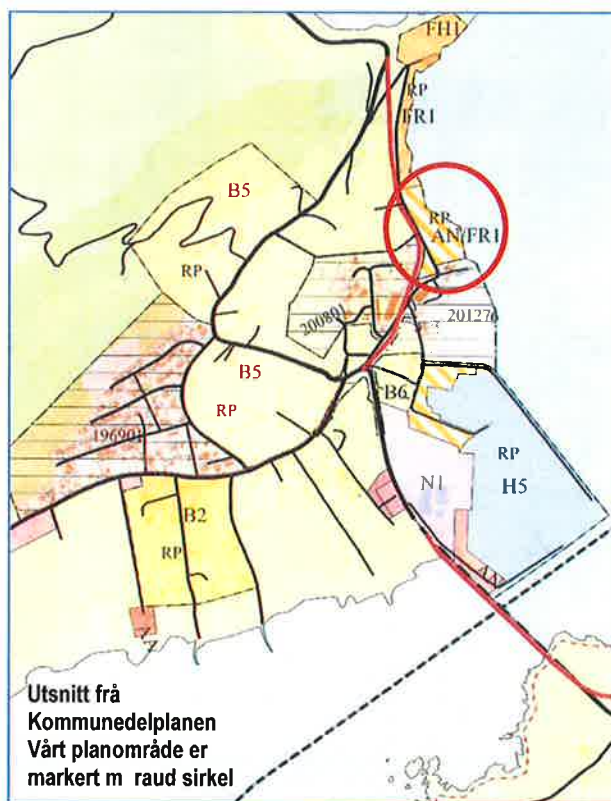 FH1
RP
FR1
B5
RP
AN/FR1
RP
200801
201276
B5
RP
B6
196901
RP
H5
N1
B2
RP
AN
Utsnitt frå
Kommunedelplanen
Vårt planområde er
markert m raud sirkel